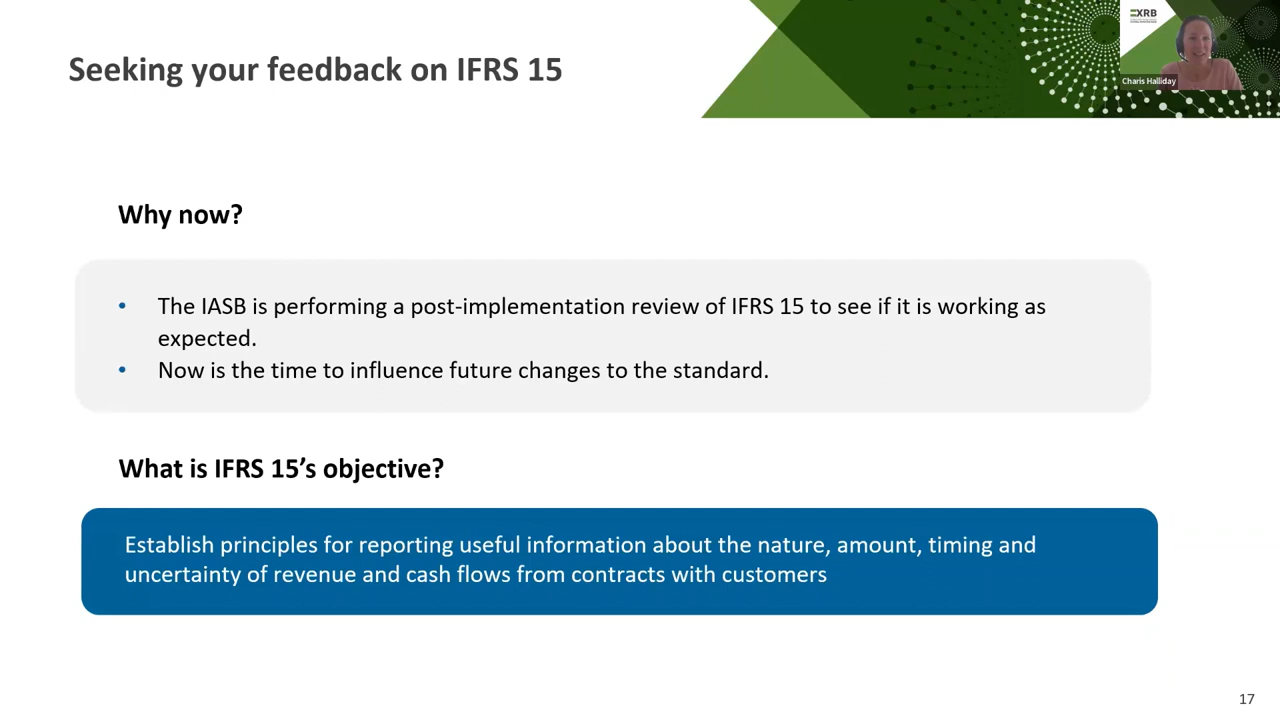 Seeking your feedback on IFRS 15
XRB
Charis Halliday
Why now?
• The IASB is performing a post-implementation review of IFRS 15 to see if it is working as
expected.
• Now is the time to influence future changes to the standard.
What is IFRS 15’s objective?
Establish principles for reporting useful information about the nature, amount, timing and
uncertainty of revenue and cash flows from contracts with customers
17